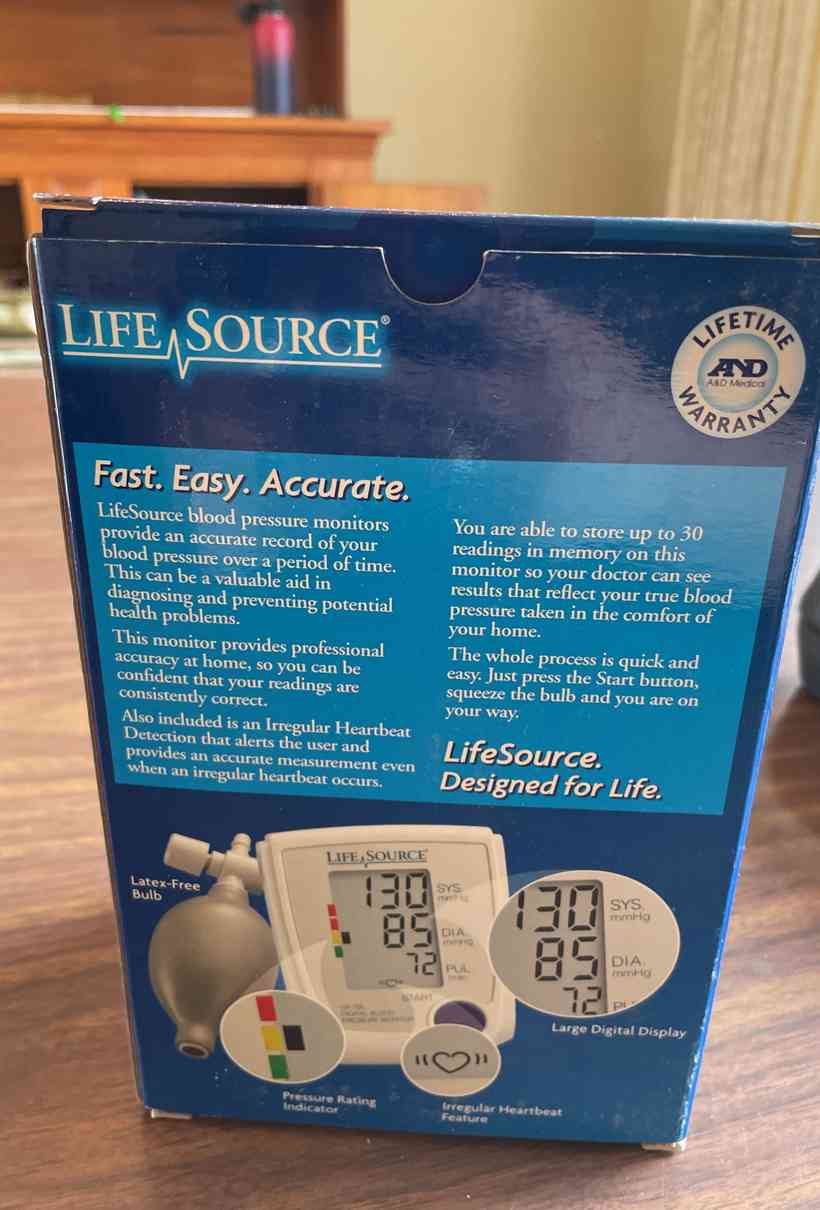 LIFE SOURCE®
LIFETIME
AND
A&D Medical
WARRANTY
Fast. Easy. Accurate.
LifeSource blood pressure monitors
provide an accurate record of your
blood pressure over a period of time.
This can be a valuable aid in
diagnosing and preventing potential
health problems.
This monitor provides professional
accuracy at home, so you can be
confident that your readings are
consistently correct.
Also included is an Irregular Heartbeat
Detection that alerts the user and
provides an accurate measurement even
when an irregular heartbeat occurs.
You are able to store up to 30
readings in memory on this
monitor so your doctor can see
results that reflect your true blood
pressure taken in the comfort of
your home.
The whole process is quick and
easy. Just press the Start button,
squeeze the bulb and you are on
your way.
LifeSource.
Designed for Life.
Latex-Free
Bulb
LIFE SOURCE
130 SYS.
mmHg
85 DIA.
mmHg
72 PUL.
START
DIGITAL BLOOD
PRESSURE MONITOR
130 SYS.
mmHg
85 DIA.
mmHg
72
Large Digital Display
Pressure Rating
Indicator
Irregular Heartbeat
Feature